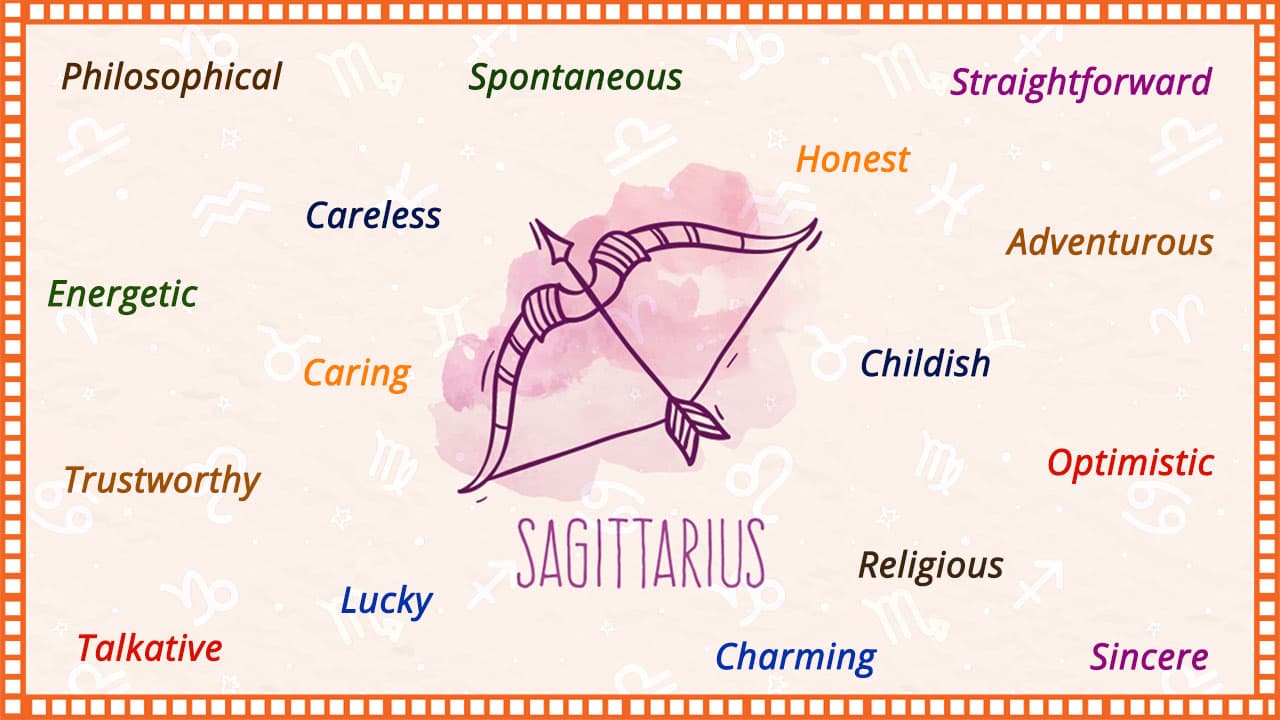 Philosophical
Spontaneous
Straightforward
Honest
Careless
Adventurous
Energetic
Caring
Childish
Trustworthy
Optimistic
SAGITTARIUS
Religious
Lucky
Talkative
Charming
Sincere